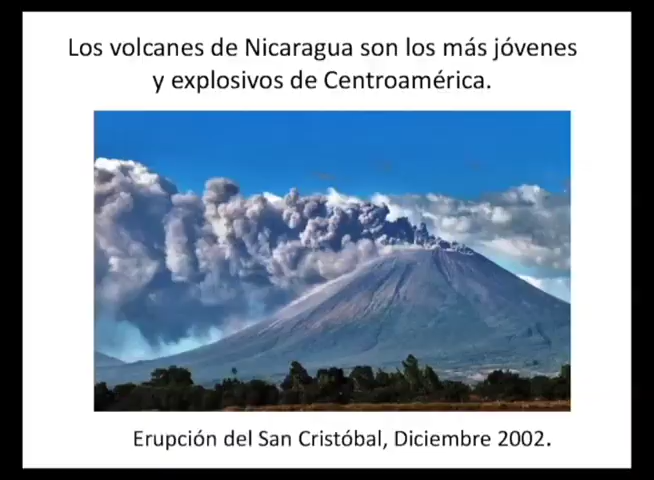 Los volcanes de Nicaragua son los más jóvenes
y explosivos de Centroamérica.
Erupción del San Cristóbal, Diciembre 2002.